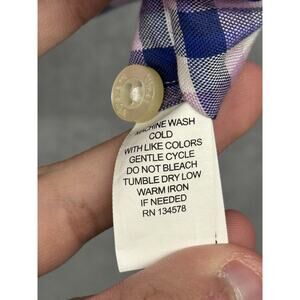 MACHINE WASH
COLD
WITH LIKE COLORS
GENTLE CYCLE
DO NOT BLEACH
TUMBLE DRY LOW
WARM IRON
IF NEEDED
RN 134578